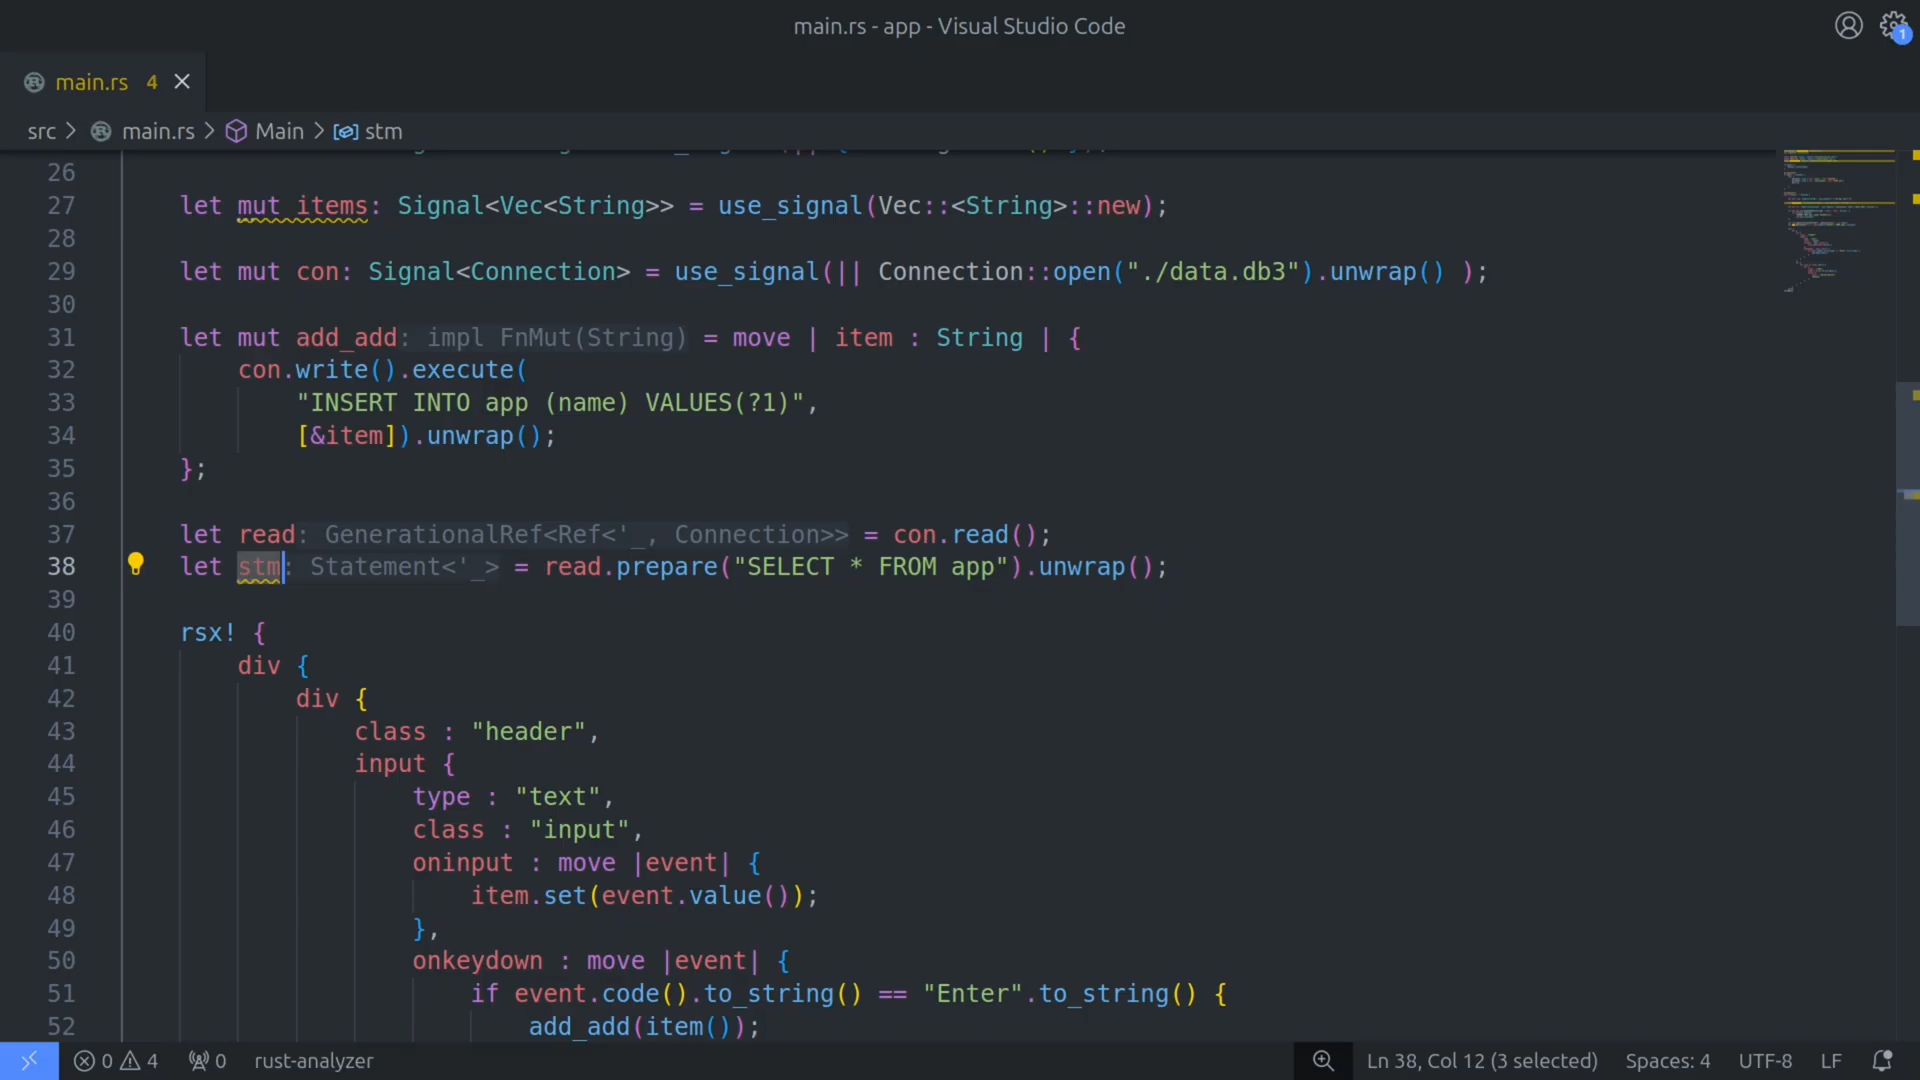 main.rs - app - Visual Studio Code
1
main.rs 4
src > main.rs > Main > stm
26
27 let mut items: Signal<Vec<String>> = use_signal(Vec::<String>::new);
28
29 let mut con: Signal<Connection> = use_signal(|| Connection::open("./data.db3").unwrap() );
30
31 let mut add_add: impl FnMut(String) = move | item : String | {
32 con.write().execute(
33 "INSERT INTO app (name) VALUES(?1)",
34 [&item]).unwrap();
35 };
36
37 let read: GenerationalRef<Ref<'_, Connection>> = con.read();
38 let stm: Statement<'_> = read.prepare("SELECT * FROM app").unwrap();
39
40 rsx! {
41 div {
42 div {
43 class : "header",
44 input {
45 type : "text",
46 class : "input",
47 oninput : move |event| {
48 item.set(event.value());
49 },
50 onkeydown : move |event| {
51 if event.code().to_string() == "Enter".to_string() {
52 add_add(item());
0 4 0 rust-analyzer Ln 38, Col 12 (3 selected) Spaces: 4 UTF-8 LF